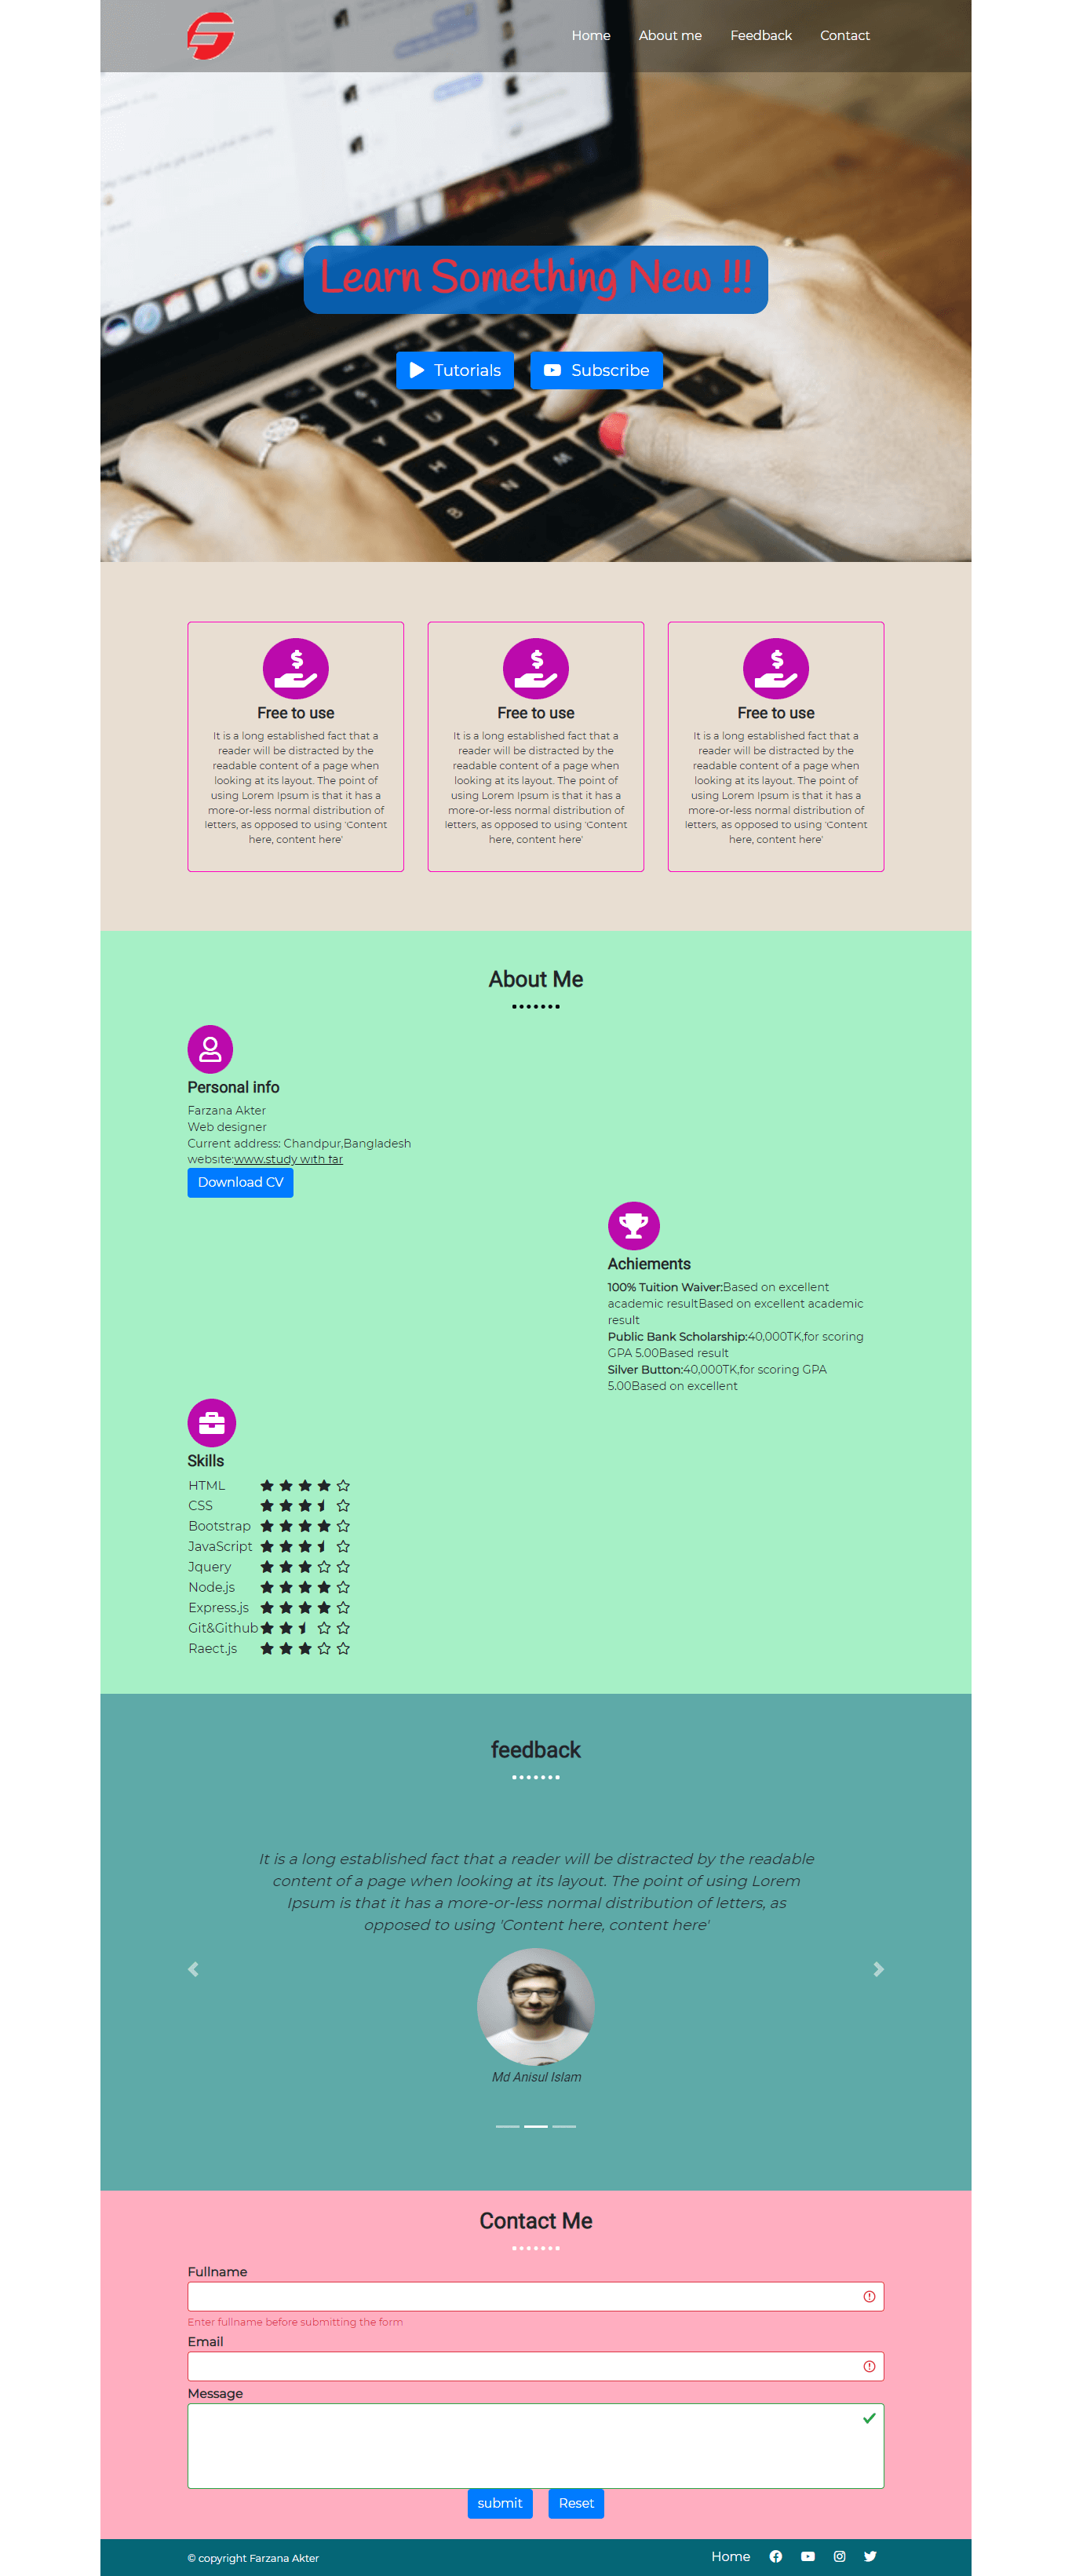 Home About me Feedback Contact
Learn Something New !!!
Tutorials Subscribe
Free to use
It is a long established fact that a
reader will be distracted by the
readable content of a page when
looking at its layout. The point of
using Lorem Ipsum is that it has a
more-or-less normal distribution of
letters, as opposed to using 'Content
here, content here'
Free to use
It is a long established fact that a
reader will be distracted by the
readable content of a page when
looking at its layout. The point of
using Lorem Ipsum is that it has a
more-or-less normal distribution of
letters, as opposed to using 'Content
here, content here'
Free to use
It is a long established fact that a
reader will be distracted by the
readable content of a page when
looking at its layout. The point of
using Lorem Ipsum is that it has a
more-or-less normal distribution of
letters, as opposed to using 'Content
here, content here'
About Me
Personal info
Farzana Akter
Web designer
Current address: Chandpur,Bangladesh
website:www.study with far
Download CV
Achiements
100% Tuition Waiver:Based on excellent
academic resultBased on excellent academic
result
Public Bank Scholarship:40,000TK,for scoring
GPA 5.00Based result
Silver Button:40,000TK,for scoring GPA
5.00Based on excellent
Skills
HTML
CSS
Bootstrap
JavaScript
Jquery
Node.js
Express.js
Git&Github
Raect.js
feedback
It is a long established fact that a reader will be distracted by the readable
content of a page when looking at its layout. The point of using Lorem
Ipsum is that it has a more-or-less normal distribution of letters, as
opposed to using 'Content here, content here'
Md Anisul Islam
Contact Me
Fullname
Enter fullname before submitting the form
Email
Message
submit Reset
© copyright Farzana Akter Home